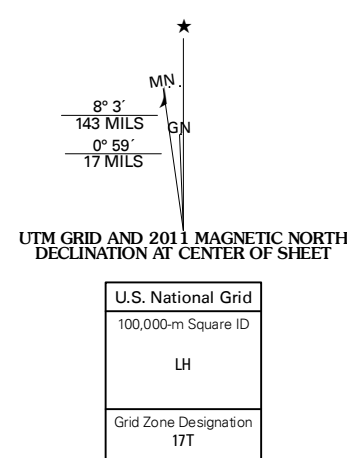 ★
MN
8° 3´
143 MILS
GN
0° 59´
17 MILS
UTM GRID AND 2011 MAGNETIC NORTH
DECLINATION AT CENTER OF SHEET
U.S. National Grid
100,000-m Square ID
LH
Grid Zone Designation
17T